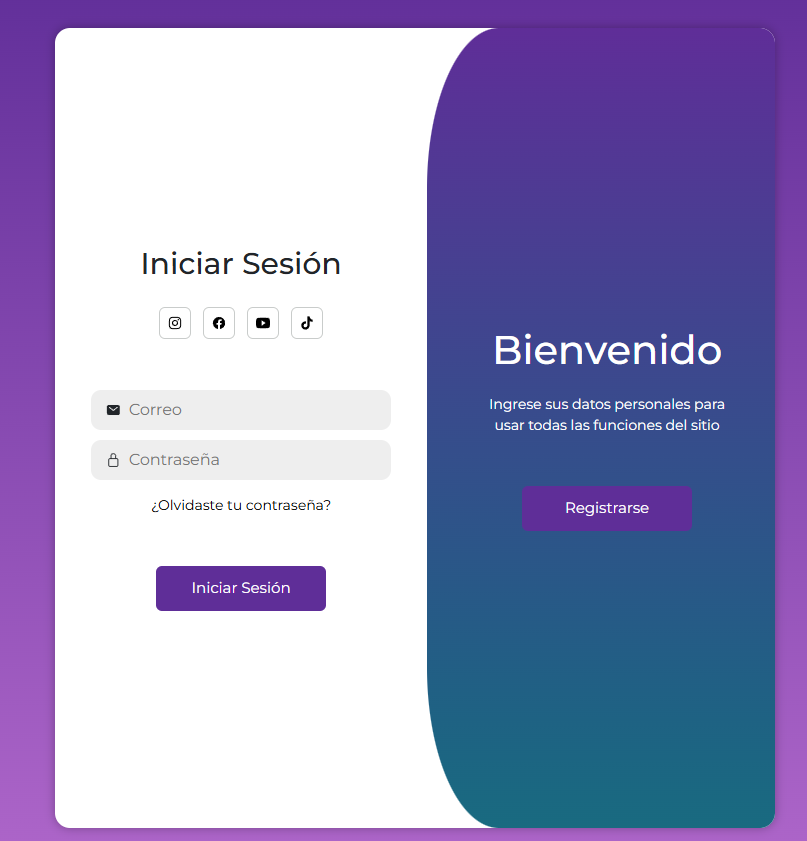 Iniciar Sesión
Correo
Contraseña
¿Olvidaste tu contraseña?
Iniciar Sesión
Bienvenido
Ingrese sus datos personales para
usar todas las funciones del sitio
Registrarse